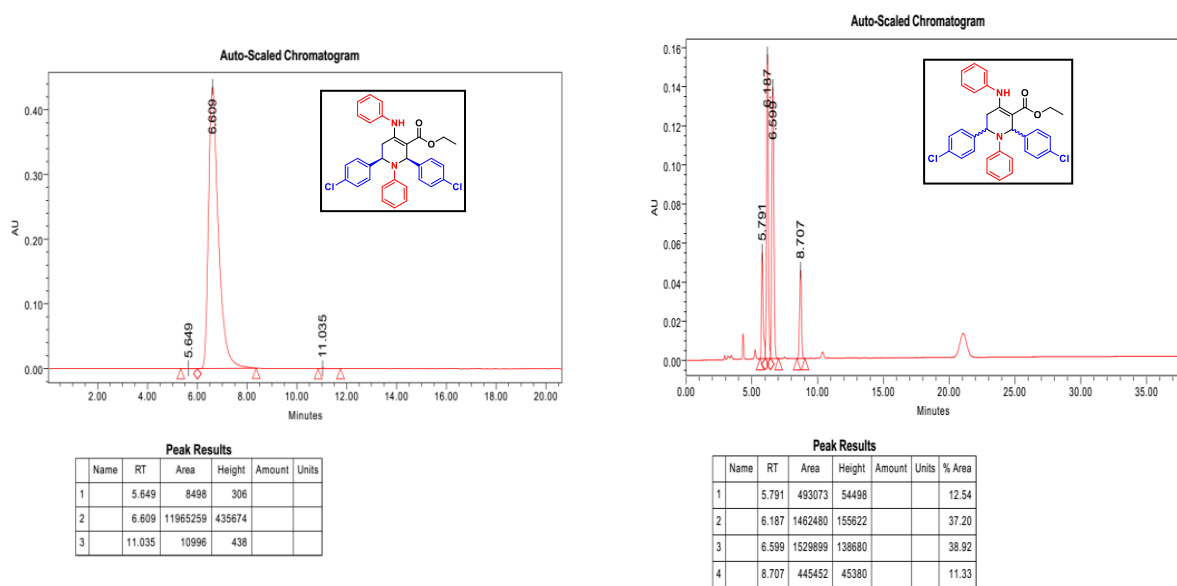 Auto-Scaled Chromatogram
AU
0.40
0.30
0.20
0.10
0.00
5.649
6.609
11.035
NH
O
O
N
Cl
Cl
2.00 4.00 6.00 8.00 10.00 12.00 14.00 16.00 18.00 20.00
Minutes
Peak Results
Name RT Area Height Amount Units
1 5.649 8498 306
2 6.609 11965259 435674
3 11.035 10996 438
Auto-Scaled Chromatogram
AU
0.16
0.14
0.12
0.10
0.08
0.06
0.04
0.02
0.00
5.791
6.187
6.599
8.707
NH
O
O
N
Cl
Cl
0.00 5.00 10.00 15.00 20.00 25.00 30.00 35.00
Minutes
Peak Results
Name RT Area Height Amount Units % Area
1 5.791 493073 54498 12.54
2 6.187 1462480 155622 37.20
3 6.599 1529899 138680 38.92
4 8.707 445452 45380 11.33